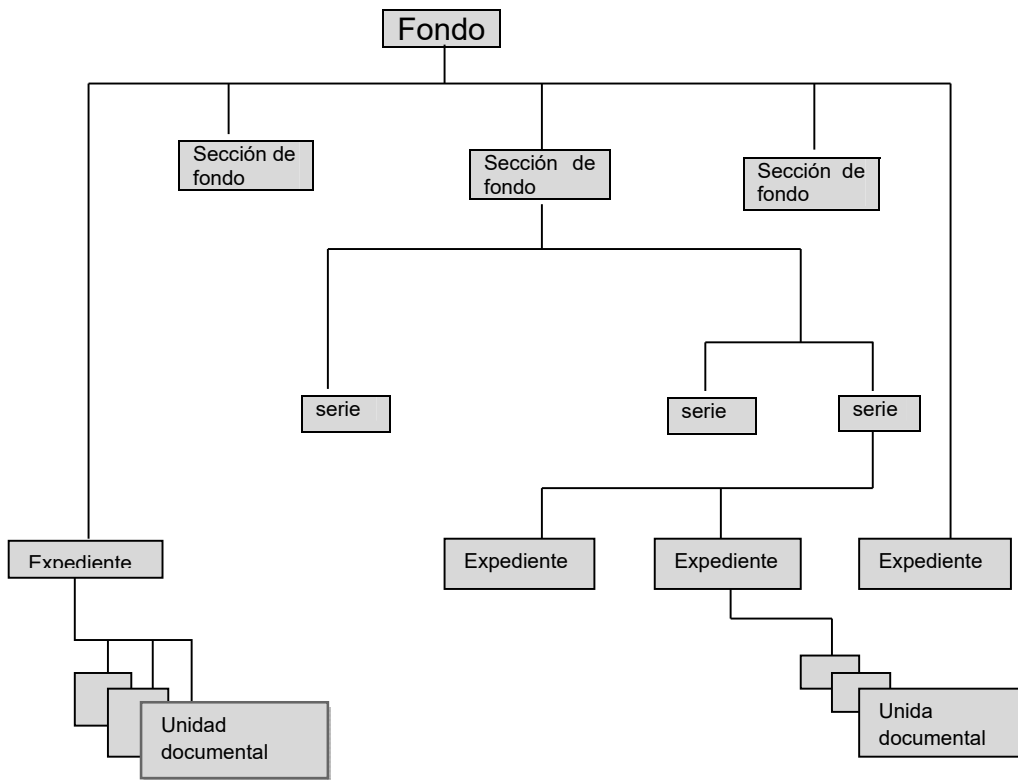 Fondo
Sección de
fondo
Sección de
fondo
Sección de
fondo
serie
serie
serie
Expediente
Expediente
Expediente
Expediente
Unidad
documental
Unida
documental